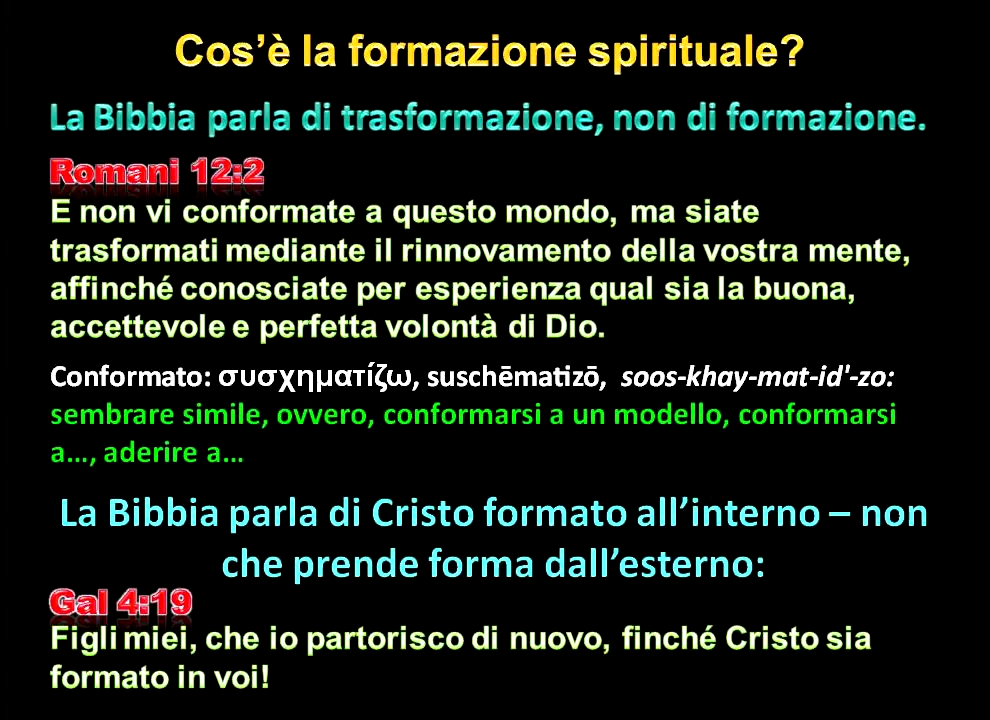 Cos’è la formazione spirituale?
La Bibbia parla di trasformazione, non di formazione.
Romani 12:2
E non vi conformate a questo mondo, ma siate
trasformati mediante il rinnovamento della vostra mente,
affinché conosciate per esperienza qual sia la buona,
accettevole e perfetta volontà di Dio.
Conformato: συσχηματίζω, suschēmatizō, soos-khay-mat-id'-zo:
sembrare simile, ovvero, conformarsi a un modello, conformarsi
a…, aderire a…
La Bibbia parla di Cristo formato all’interno – non
che prende forma dall’esterno:
Gal 4:19
Figli miei, che io partorisco di nuovo, finché Cristo sia
formato in voi!